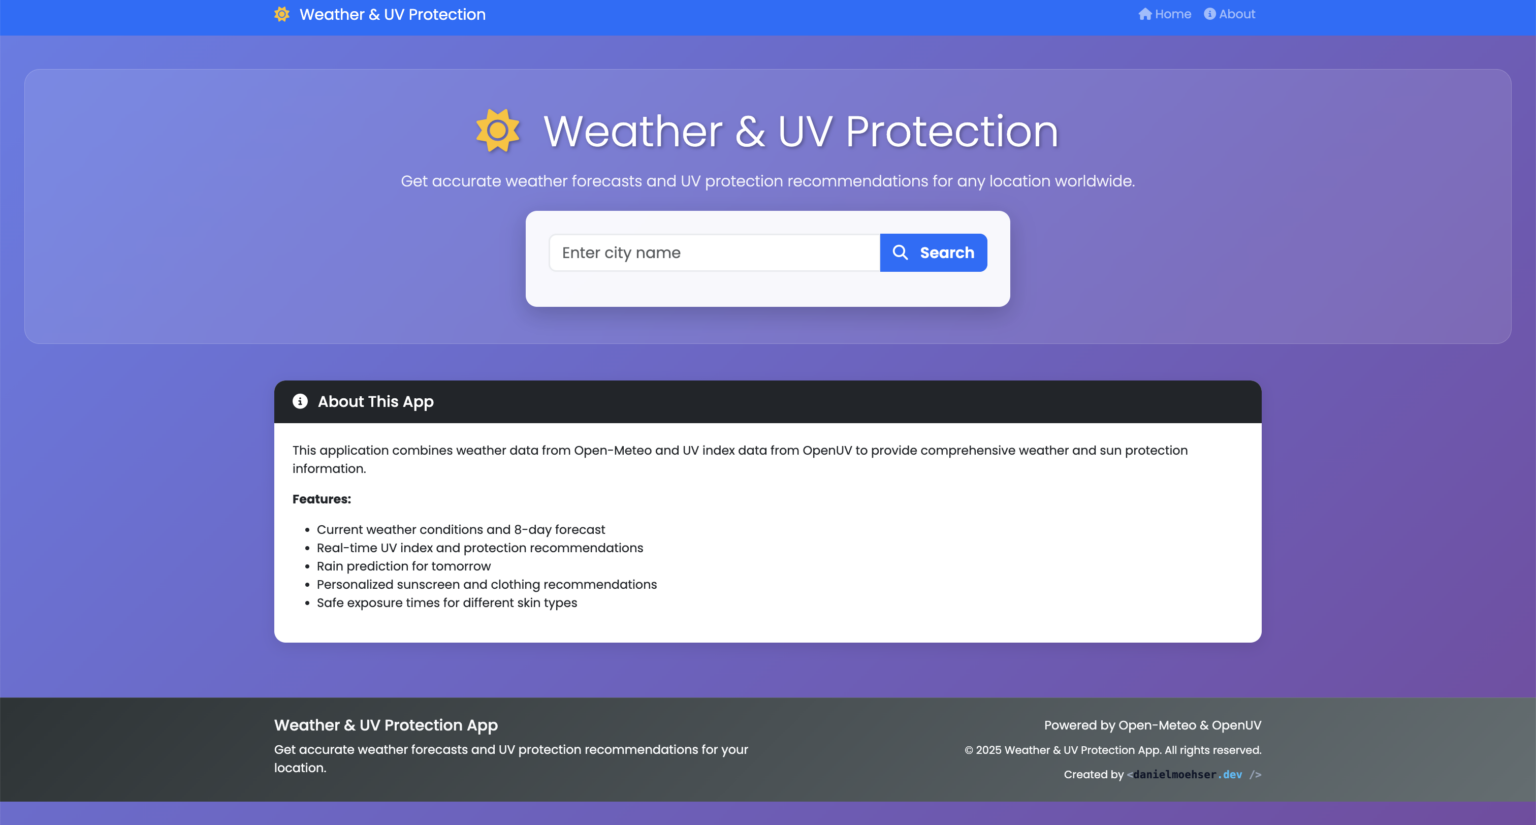 Weather & UV Protection
Home
About
Weather & UV Protection
Get accurate weather forecasts and UV protection recommendations for any location worldwide.
Enter city name
Search
About This App
This application combines weather data from Open-Meteo and UV index data from OpenUV to provide comprehensive weather and sun protection
information.
Features:
• Current weather conditions and 8-day forecast
• Real-time UV index and protection recommendations
• Rain prediction for tomorrow
• Personalized sunscreen and clothing recommendations
• Safe exposure times for different skin types
Weather & UV Protection App
Get accurate weather forecasts and UV protection recommendations for your
location.
Powered by Open-Meteo & OpenUV
© 2025 Weather & UV Protection App. All rights reserved.
Created by <danielmoehser.dev />